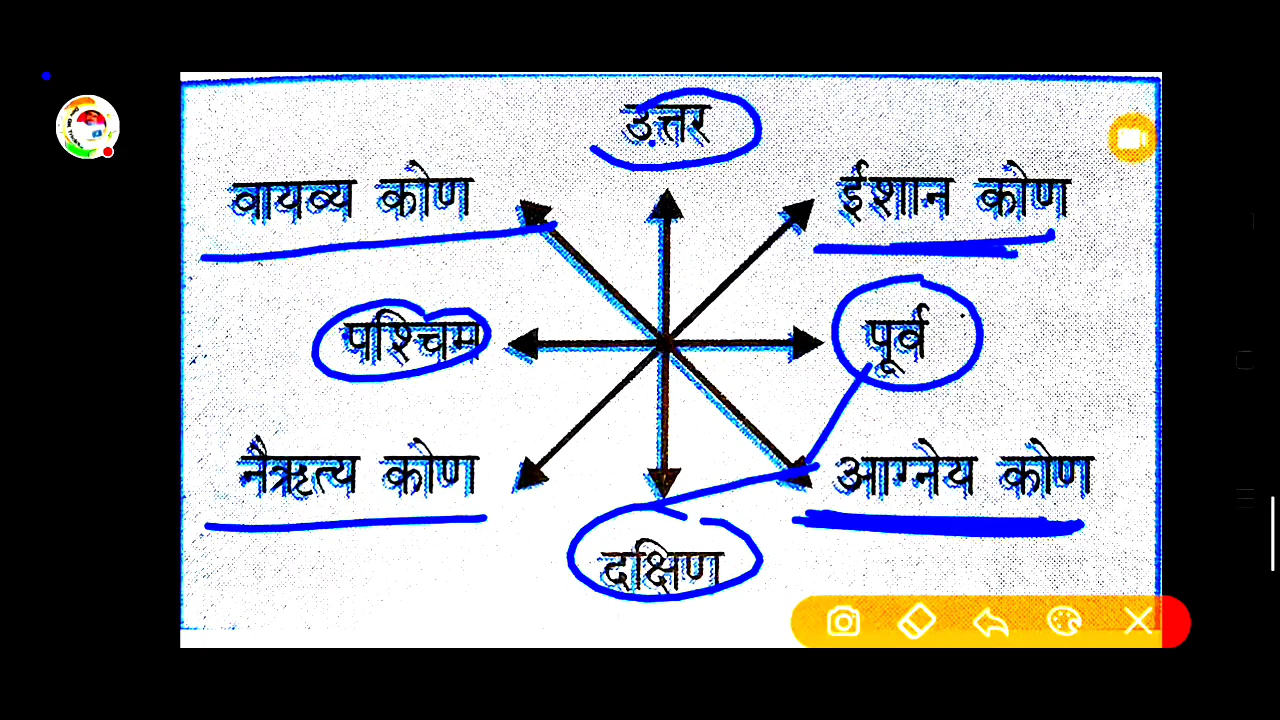 उत्तर
वायव्य कोण
ईशान कोण
पश्चिम
पूर्व
नैऋत्य कोण
आग्नेय कोण
दक्षिण